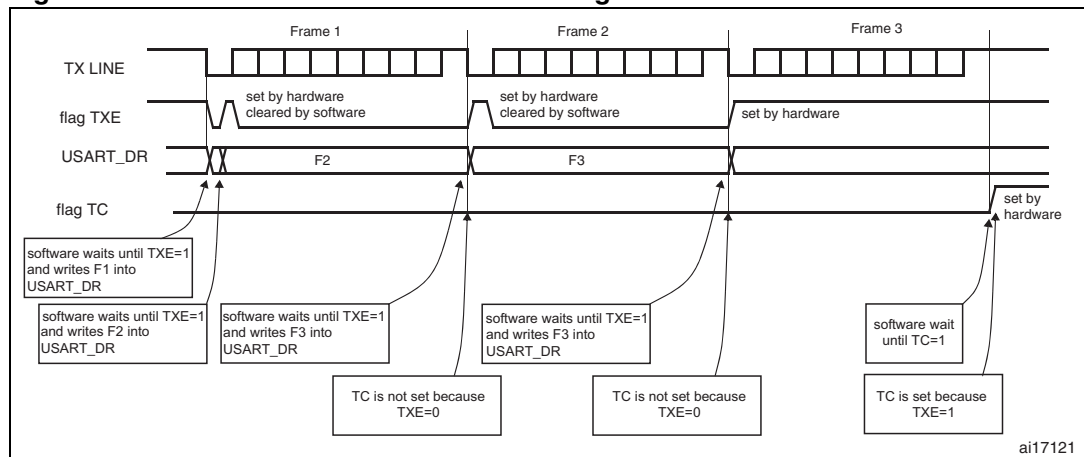 Frame 1
Frame 2
Frame 3
TX LINE
flag TXE
set by hardware
cleared by software
set by hardware
cleared by software
set by hardware
USART_DR
F2
F3
flag TC
set by
hardware
software waits until TXE=1
and writes F1 into
USART_DR
software waits until TXE=1
and writes F2 into
USART_DR
software waits until TXE=1
and writes F3 into
USART_DR
software waits until TXE=1
and writes F3 into
USART_DR
software wait
until TC=1
TC is not set because
TXE=0
TC is not set because
TXE=0
TC is set because
TXE=1
ai17121